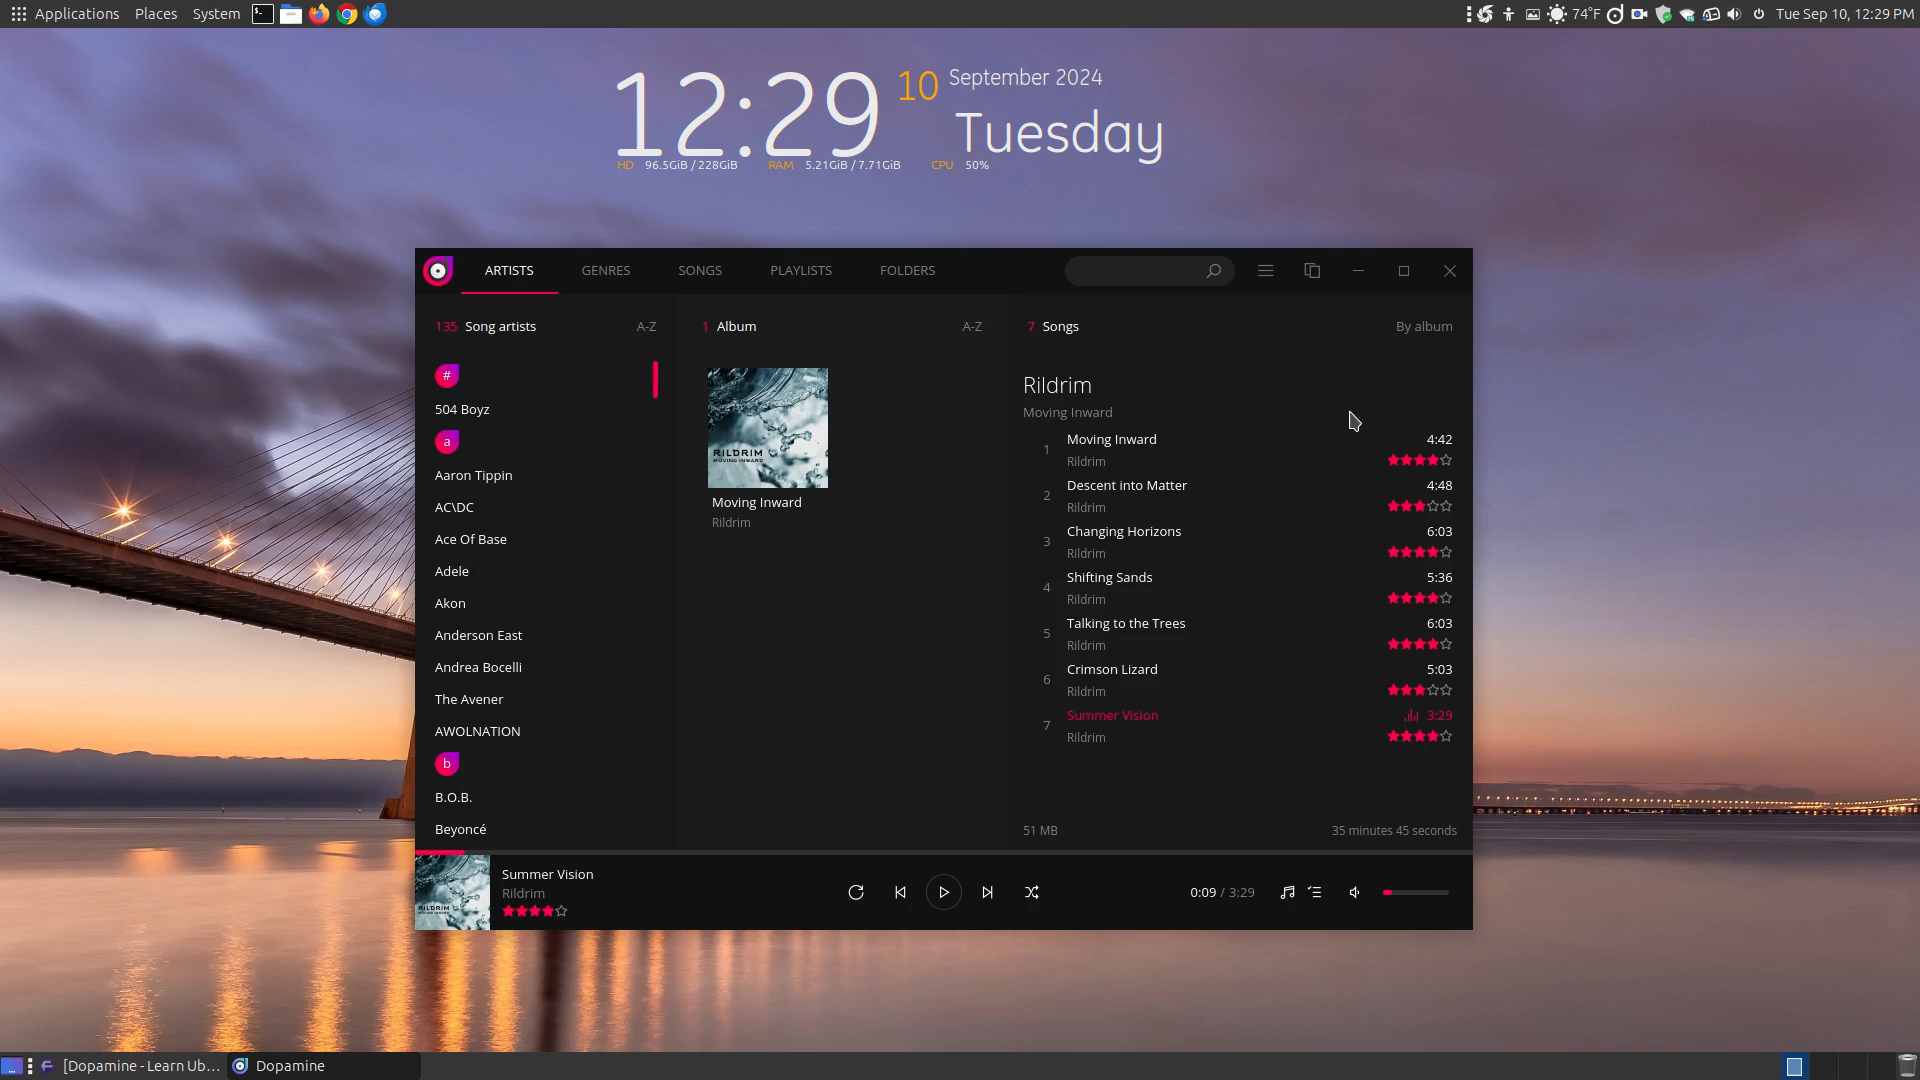 Applications Places System
74°F Tue Sep 10, 12:29 PM
12:29 10 September 2024
Tuesday
HD 96.5GiB / 228GiB RAM 5.21GiB / 7.71GiB CPU 50%
ARTISTS GENRES SONGS PLAYLISTS FOLDERS
135 Song artists A-Z
#
504 Boyz
a
Aaron Tippin
AC\DC
Ace Of Base
Adele
Akon
Anderson East
Andrea Bocelli
The Avener
AWOLNATION
b
B.O.B.
Beyoncé
1 Album A-Z
RILDRIM
MOVING INWARD
Moving Inward
Rildrim
7 Songs By album
Rildrim
Moving Inward
1 Moving Inward 4:42
Rildrim
2 Descent into Matter 4:48
Rildrim
3 Changing Horizons 6:03
Rildrim
4 Shifting Sands 5:36
Rildrim
5 Talking to the Trees 6:03
Rildrim
6 Crimson Lizard 5:03
Rildrim
7 Summer Vision 3:29
Rildrim
51 MB 35 minutes 45 seconds
RILDRIM
Summer Vision
Rildrim
0:09 / 3:29
[Dopamine - Learn Ub... Dopamine